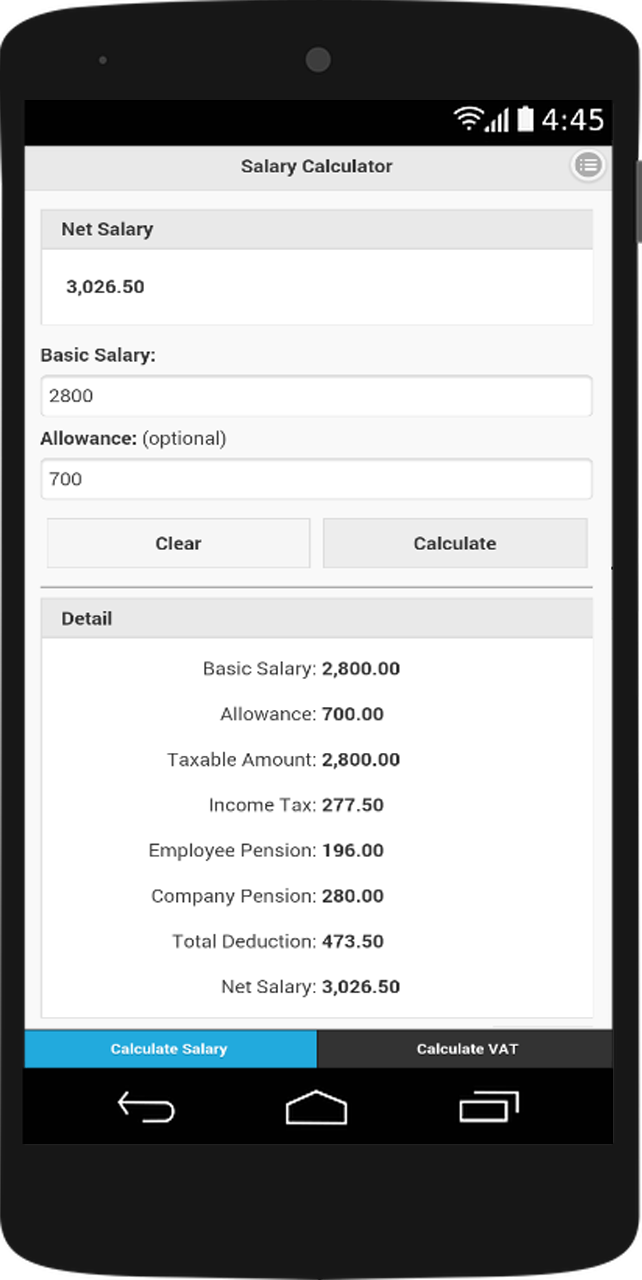 4:45
Salary Calculator
Net Salary
3,026.50
Basic Salary:
2800
Allowance: (optional)
700
Clear Calculate
Detail
Basic Salary: 2,800.00
Allowance: 700.00
Taxable Amount: 2,800.00
Income Tax: 277.50
Employee Pension: 196.00
Company Pension: 280.00
Total Deduction: 473.50
Net Salary: 3,026.50
Calculate Salary Calculate VAT